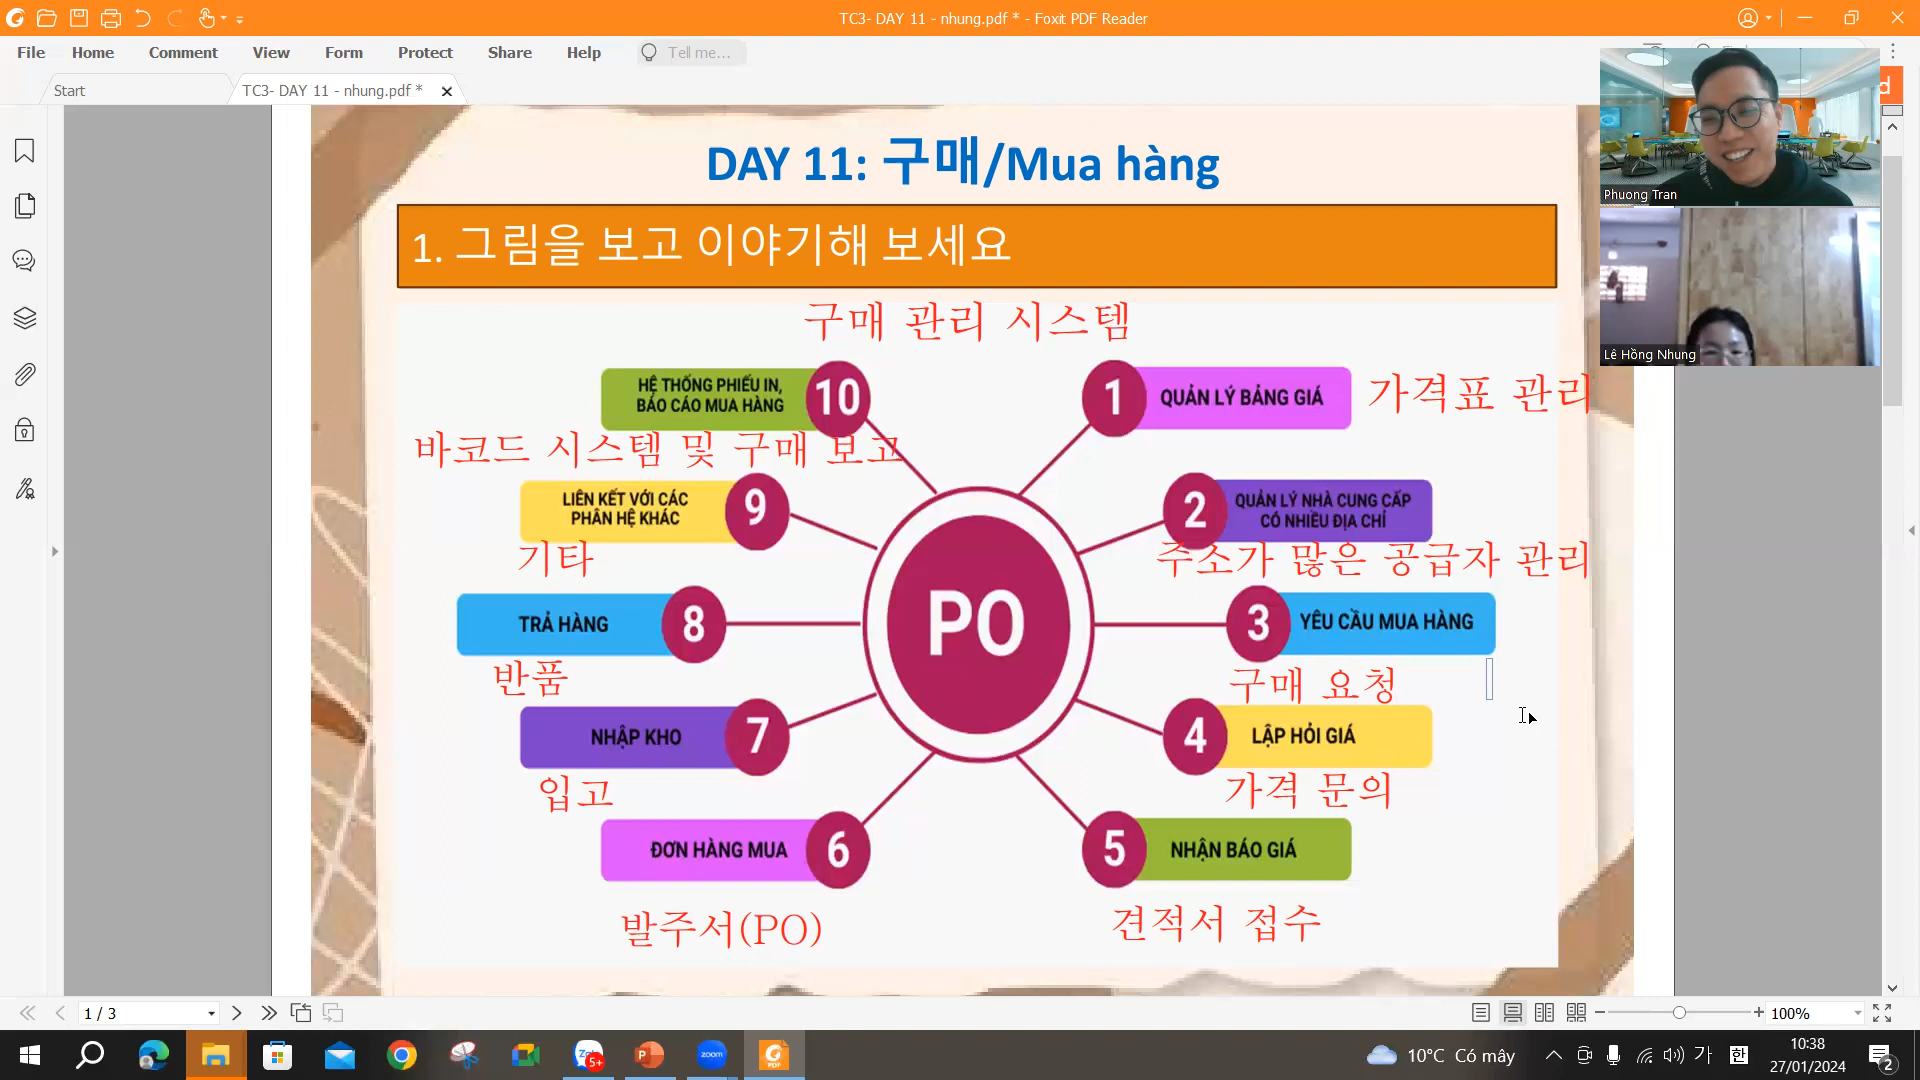 TC3- DAY 11 - nhung.pdf * - Foxit PDF Reader
File Home Comment View Form Protect Share Help Tell me...
Start
TC3- DAY 11 - nhung.pdf *
DAY 11: 구매/Mua hàng
1. 그림을 보고 이야기해 보세요
구매 관리 시스템
HỆ THỐNG PHIẾU IN,
BÁO CÁO MUA HÀNG
10
바코드 시스템 및 구매 보고
1
QUẢN LÝ BẢNG GIÁ
가격표 관리
LIÊN KẾT VỚI CÁC
PHÂN HỆ KHÁC
9
기타
2
QUẢN LÝ NHÀ CUNG CẤP
CÓ NHIỀU ĐỊA CHỈ
주소가 많은 공급자 관리
TRẢ HÀNG
8
반품
PO
3
YÊU CẦU MUA HÀNG
구매 요청
NHẬP KHO
7
입고
4
LẬP HỎI GIÁ
가격 문의
ĐƠN HÀNG MUA
6
발주서(PO)
5
NHẬN BÁO GIÁ
견적서 접수
Phuong Tran
Lê Hồng Nhung
d
1 / 3
100%
5+
zoom
PDF
10°C Có mây
가
한
10:38
27/01/2024
2